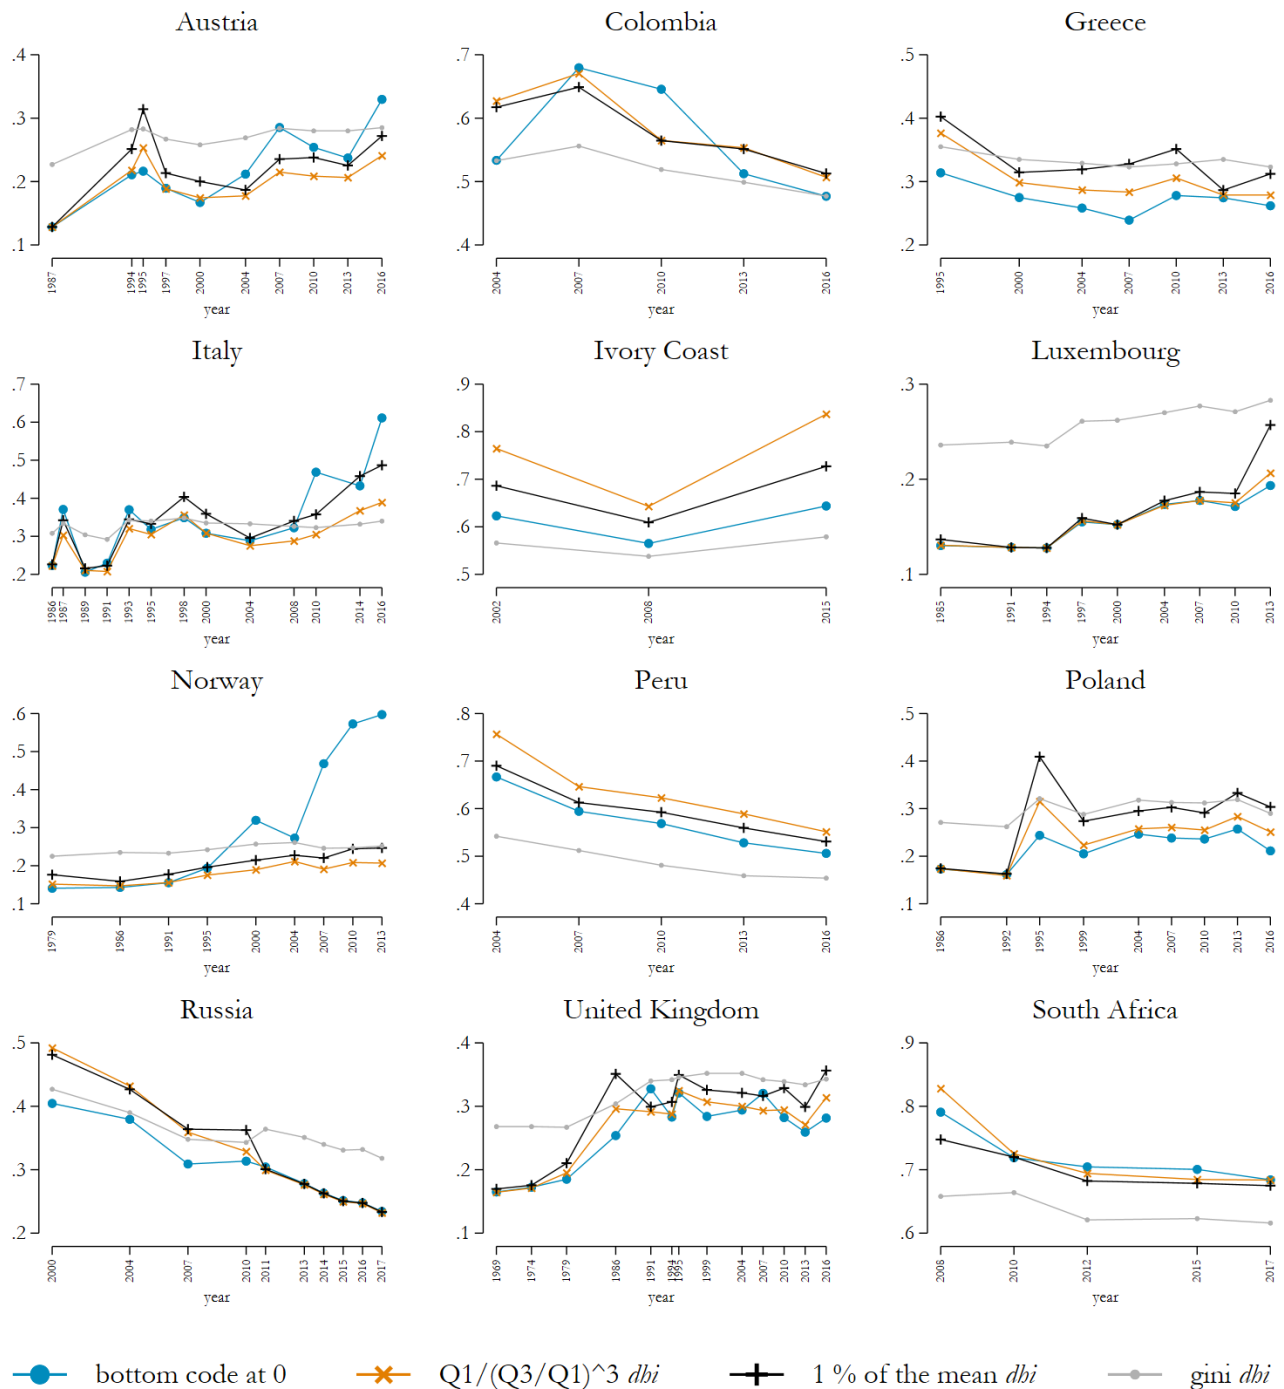 Austria
.4
.3
.2
.1
1987 1994 1995 1997 2000 2004 2007 2010 2013 2016
year
Colombia
.7
.6
.5
.4
2004 2007 2010 2013 2016
year
Greece
.5
.4
.3
.2
1995 2000 2004 2007 2010 2013 2016
year
Italy
.7
.6
.5
.4
.3
.2
1986 1987 1989 1991 1993 1995 1998 2000 2004 2008 2010 2014 2016
year
Ivory Coast
.9
.8
.7
.6
.5
2002 2008 2015
year
Luxembourg
.3
.2
.1
1985 1991 1994 1997 2000 2004 2007 2010 2013
year
Norway
.6
.5
.4
.3
.2
.1
1979 1986 1991 1995 2000 2004 2007 2010 2013
year
Peru
.8
.7
.6
.5
.4
2004 2007 2010 2013 2016
year
Poland
.5
.4
.3
.2
.1
1986 1992 1995 1999 2004 2007 2010 2013 2016
year
Russia
.5
.4
.3
.2
2000 2004 2007 2010 2011 2013 2014 2015 2016 2017
year
United Kingdom
.4
.3
.2
.1
1969 1974 1979 1986 1991 1994 1995 1999 2004 2007 2010 2013 2016
year
South Africa
.9
.8
.7
.6
2008 2010 2012 2015 2017
year
bottom code at 0 Q1/(Q3/Q1)^3 dhi 1 % of the mean dhi gini dhi